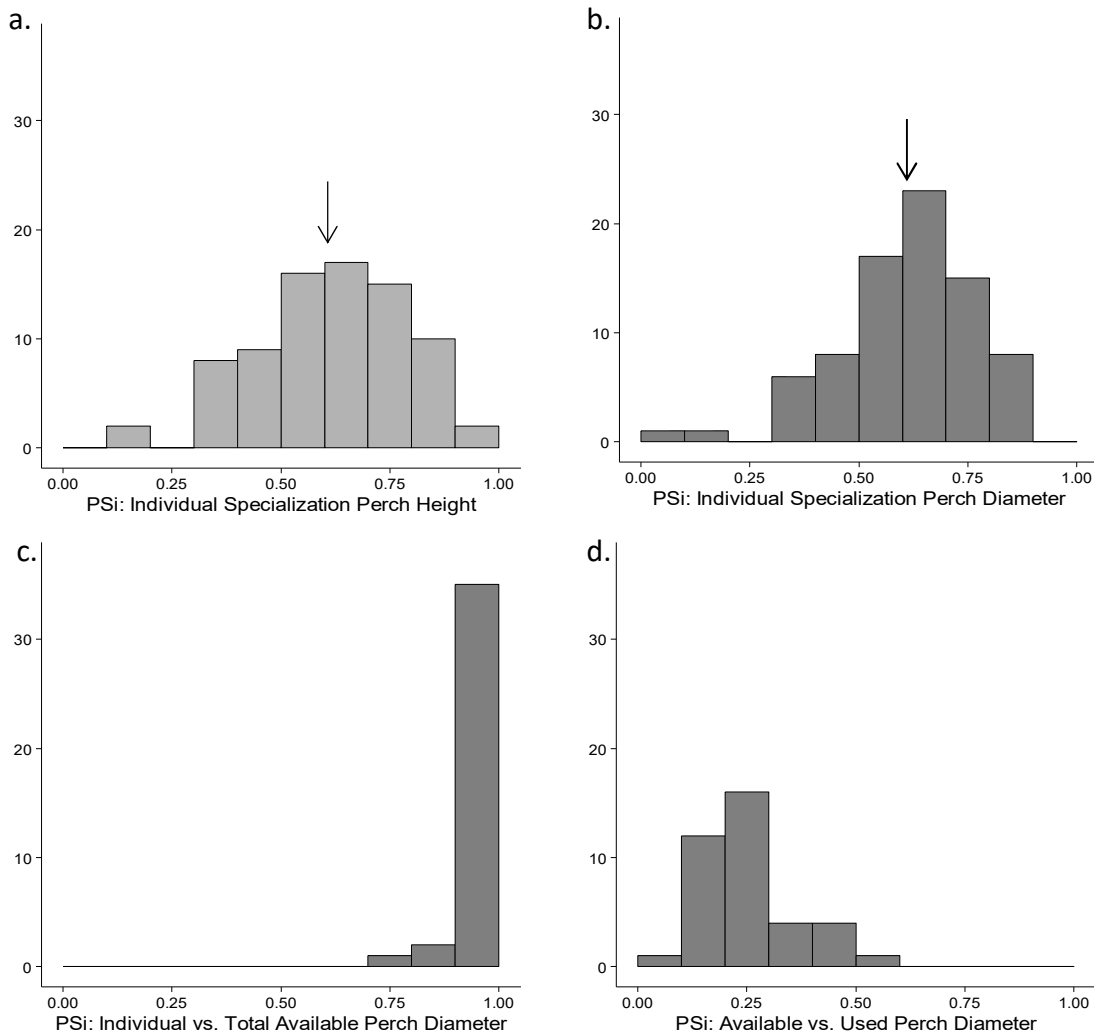 a.
30
20
10
0
0.00 0.25 0.50 0.75 1.00
PSi: Individual Specialization Perch Height
b.
30
20
10
0
0.00 0.25 0.50 0.75 1.00
PSi: Individual Specialization Perch Diameter
c.
30
20
10
0
0.00 0.25 0.50 0.75 1.00
PSi: Individual vs. Total Available Perch Diameter
d.
30
20
10
0
0.00 0.25 0.50 0.75 1.00
PSi: Available vs. Used Perch Diameter